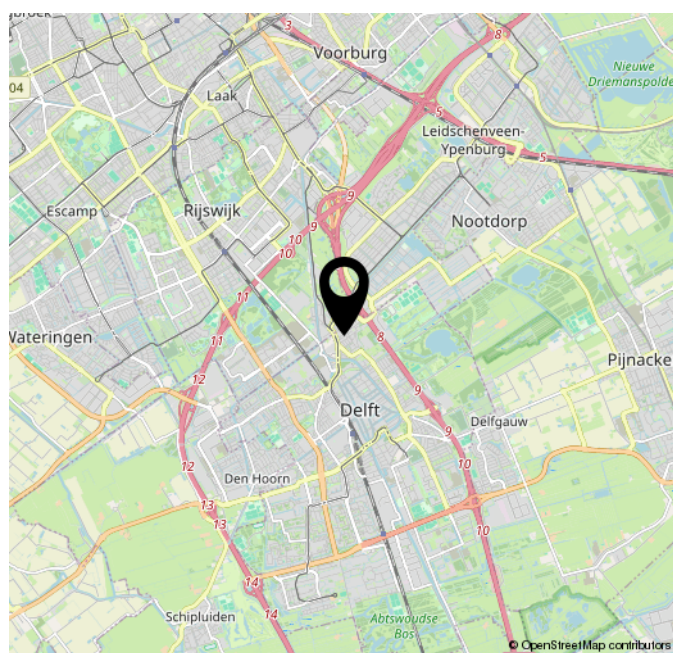 3
8
Voorburg
Nieuwe
Driemanspolde
04
Laak
5
Leidschenveen-
Ypenburg
5
9
9
Escamp
Rijswijk
Nootdorp
9
10
10
11
11
8
Wateringen
Pijnacke
12
9
Delft
9
Delfgauw
12
10
Den Hoorn
13
13
10
14
14
Schipluiden
Abtswoudse
Bos
© OpenStreetMap contributors